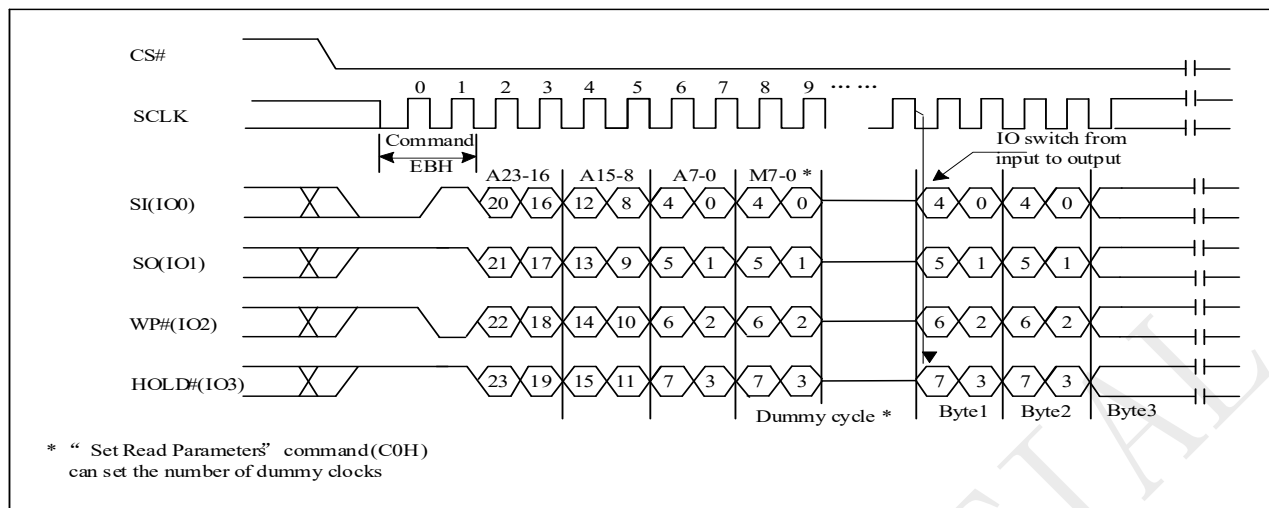 CS#
0 1 2 3 4 5 6 7 8 9 ... ...
SCLK
Command
EBH
IO switch from
input to output
A23-16 A15-8 A7-0 M7-0 *
SI(IO0) 20 16 12 8 4 0 4 0 4 0 4 0
SO(IO1) 21 17 13 9 5 1 5 1 5 1 5 1
WP#(IO2) 22 18 14 10 6 2 6 2 6 2 6 2
HOLD#(IO3) 23 19 15 11 7 3 7 3 7 3 7 3
Dummy cycle * Byte1 Byte2 Byte3
* “ Set Read Parameters” command(C0H)
can set the number of dummy clocks